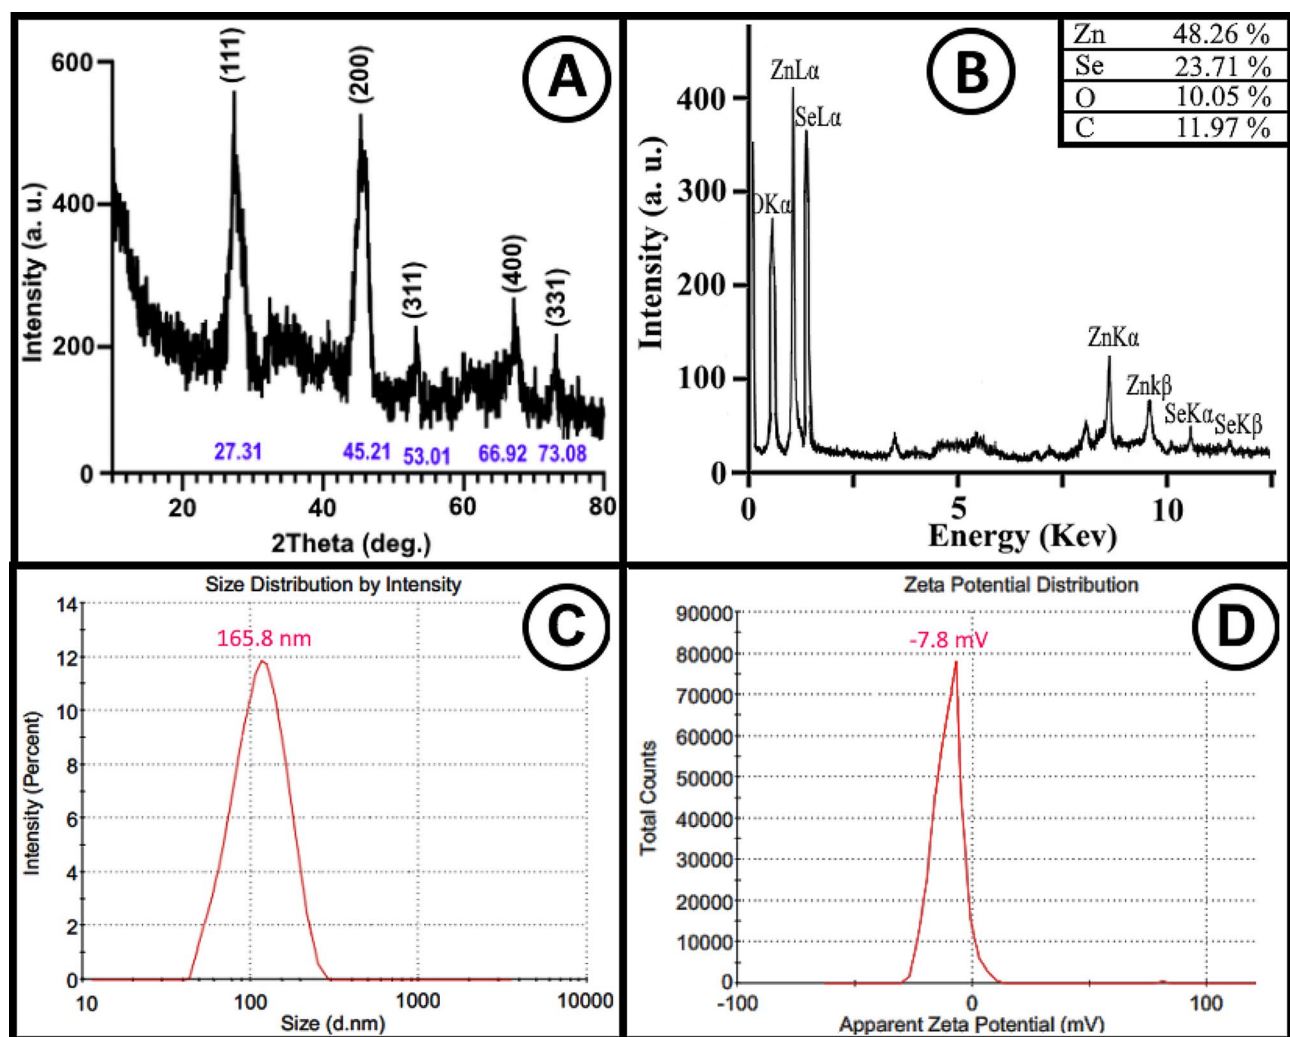 A
600
400
200
0
Intensity (a. u.)
(111)
(200)
(311)
(400)
(331)
27.31
45.21
53.01
66.92
73.08
20
40
60
80
2Theta (deg.)
B
Zn 48.26 %
Se 23.71 %
O 10.05 %
C 11.97 %
400
300
200
100
0
Intensity (a. u.)
OKα
ZnLα
SeLα
ZnKα
Znkβ
SeKα
SeKβ
0
5
10
Energy (Kev)
Size Distribution by Intensity
C
165.8 nm
14
12
10
8
6
4
2
0
Intensity (Percent)
10
100
1000
10000
Size (d.nm)
Zeta Potential Distribution
D
-7.8 mV
90000
80000
70000
60000
50000
40000
30000
20000
10000
0
Total Counts
-100
0
100
Apparent Zeta Potential (mV)